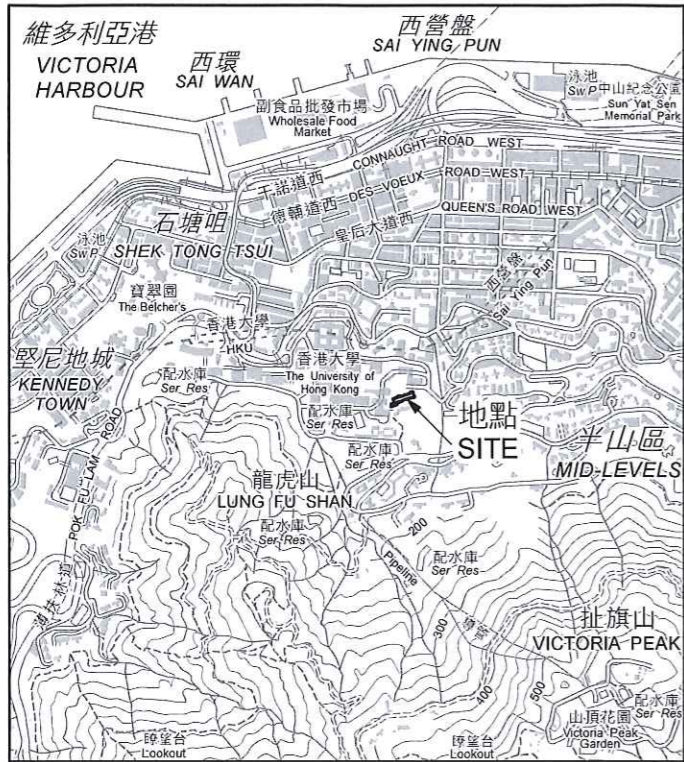 維多利亞港
VICTORIA
HARBOUR
西環
SAI WAN
西營盤
SAI YING PUN
泳池
SwP
中山紀念公園
Sun Yat Sen
Memorial Park
副食品批發市場
Wholesale Food
Market
干諾道西
CONNAUGHT ROAD WEST
德輔道西
DES VOEUX ROAD WEST
皇后大道西
QUEEN'S ROAD WEST
石塘咀
SHEK TONG TSUI
泳池
SwP
寶翠園
The Belcher's
西營盤
Sai Ying Pun
香港大學
HKU
香港大學
The University of
Hong Kong
堅尼地城
KENNEDY
TOWN
配水庫
Ser Res
配水庫
Ser Res
地點
SITE
半山區
MID-LEVELS
配水庫
Ser Res
龍虎山
LUNG FU SHAN
配水庫
Ser Res
配水庫
Ser Res
POK FU LAM ROAD
薄扶林道
Pipeline
200
300
400
500
扯旗山
VICTORIA PEAK
山頂花園
Victoria Peak
Garden
配水庫
Ser Res
瞭望台
Lookout
瞭望台
Lookout